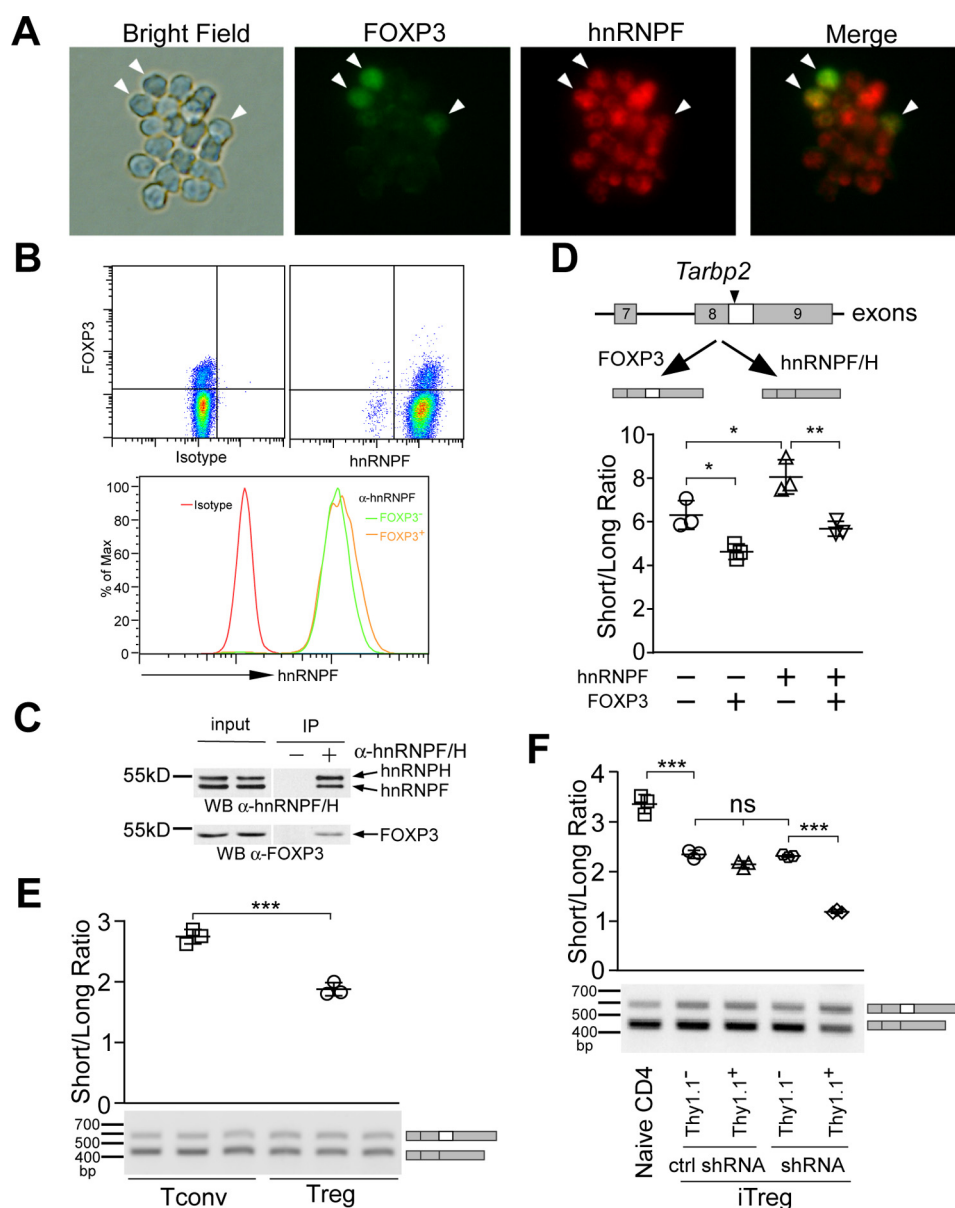 A
Bright Field
FOXP3
hnRNPF
Merge
B
FOXP3
Isotype
hnRNPF
% of Max
100
80
60
40
20
0
Isotype
α-hnRNPF
FOXP3⁻
FOXP3⁺
hnRNPF
C
input
IP
− + α-hnRNPF/H
55kD
hnRNPH
hnRNPF
WB α-hnRNPF/H
55kD
FOXP3
WB α-FOXP3
D
Tarbp2
7
8
9
exons
FOXP3
hnRNPF/H
Short/Long Ratio
10
8
6
4
2
0
*
*
**
hnRNPF − − + +
FOXP3 − + − +
E
Short/Long Ratio
3
2
1
0
***
700
500
400
bp
Tconv
Treg
F
Short/Long Ratio
4
3
2
1
0
***
ns
***
700
500
400
bp
Naive CD4
Thy1.1⁻
Thy1.1⁺
Thy1.1⁻
Thy1.1⁺
ctrl shRNA
shRNA
iTreg